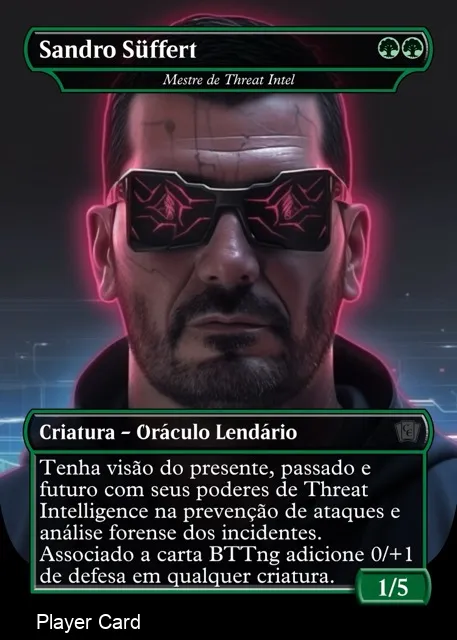 Sandro Süffert
Mestre de Threat Intel
Criatura – Oráculo Lendário
Tenha visão do presente, passado e
futuro com seus poderes de Threat
Intelligence na prevenção de ataques e
análise forense dos incidentes.
Associado a carta BTTng adicione 0/+1
de defesa em qualquer criatura.
1/5
Player Card